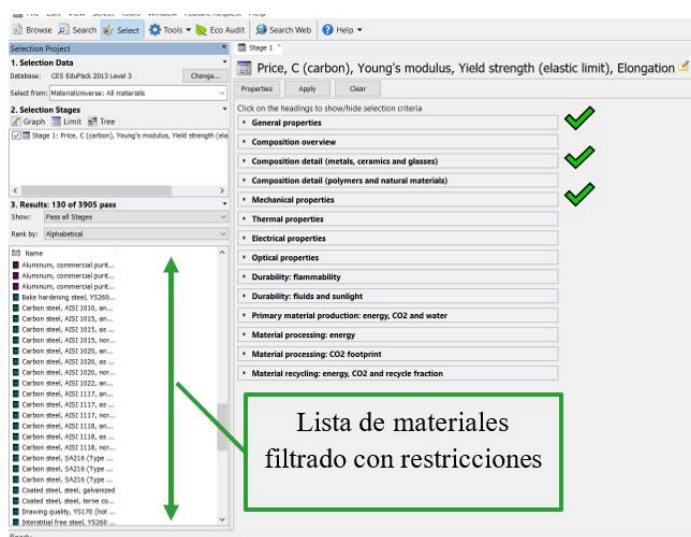 Browse Search Select Tools Eco Audit Search Web Help
Selection Project
Stage 1
1. Selection Data
Database: CES EduPack 2013 Level 3 Change...
Select from: MaterialUniverse: All materials
2. Selection Stages
Graph Limit Tree
Stage 1: Price, C (carbon), Young's modulus, Yield strength (ela
3. Results: 130 of 3905 pass
Show: Pass all Stages
Rank by: Alphabetical
Name
Aluminum, commercial purit...
Aluminum, commercial purit...
Aluminum, commercial purit...
Bake hardening steel, YS260...
Carbon steel, AISI 1010, an...
Carbon steel, AISI 1015, an...
Carbon steel, AISI 1015, as ...
Carbon steel, AISI 1015, nor...
Carbon steel, AISI 1020, an...
Carbon steel, AISI 1020, as ...
Carbon steel, AISI 1020, nor...
Carbon steel, AISI 1022, an...
Carbon steel, AISI 1117, an...
Carbon steel, AISI 1117, as ...
Carbon steel, AISI 1117, nor...
Carbon steel, AISI 1118, an...
Carbon steel, AISI 1118, as ...
Carbon steel, AISI 1118, nor...
Carbon steel, SA216 (Type ...
Carbon steel, SA216 (Type ...
Carbon steel, SA216 (Type ...
Coated steel, steel, galvanized
Coated steel, steel, terne co...
Drawing quality, YS170 (hot ...
Interstitial free steel, YS260 ...
Price, C (carbon), Young's modulus, Yield strength (elastic limit), Elongation
Properties Apply Clear
Click on the headings to show/hide selection criteria
General properties
Composition overview
Composition detail (metals, ceramics and glasses)
Composition detail (polymers and natural materials)
Mechanical properties
Thermal properties
Electrical properties
Optical properties
Durability: flammability
Durability: fluids and sunlight
Primary material production: energy, CO2 and water
Material processing: energy
Material processing: CO2 footprint
Material recycling: energy, CO2 and recycle fraction
Lista de materiales
filtrado con restricciones